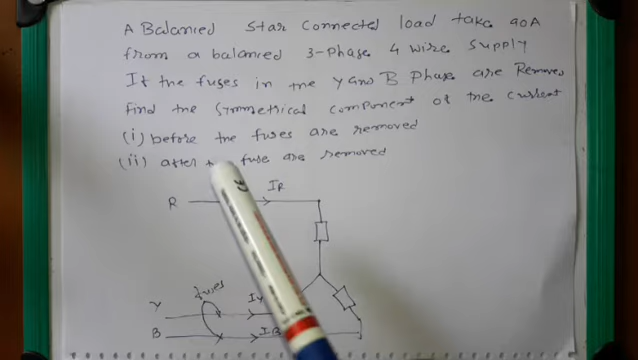 A Balanced Star connected load take 90A
from a balanced 3-Phase 4 wire supply
If the fuses in the Y and B Phase are Removed
Find the Symmetrical component of the current
(i) before the fuses are removed
(ii) after the fuse are removed
R IR
fuses
Y IY
B IB